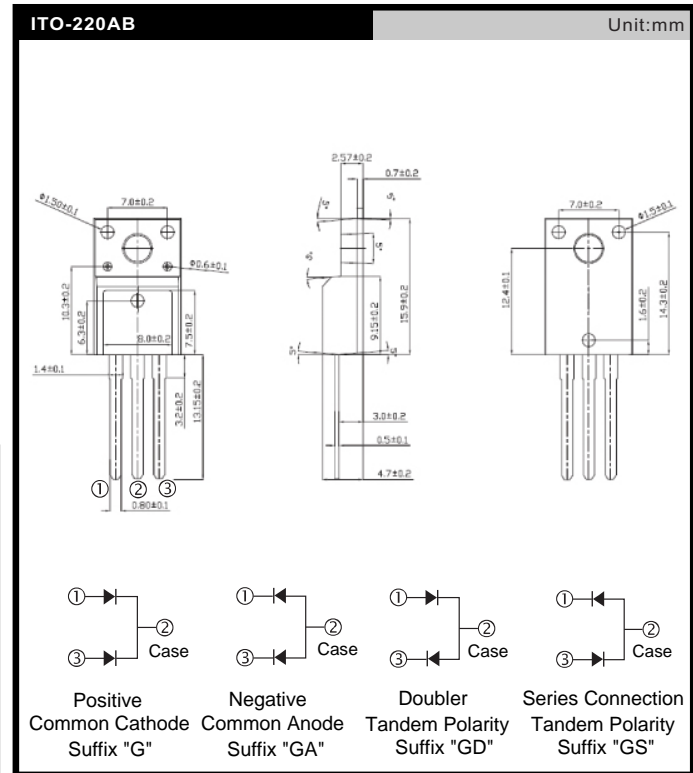 ITO-220AB
Unit:mm
2.57±0.2
0.7±0.2
5°
5°
Φ1.50±0.1
7.0±0.2
7.0±0.2
Φ1.5±0.1
5°
5°
Φ0.6±0.1
10.3±0.2
6.3±0.2
8.0±0.2
7.5±0.2
9.15±0.2
15.9±0.2
12.4±0.1
1.6±0.2
14.3±0.2
5°
5°
1.4±0.1
3.2±0.2
13.15±0.2
3.0±0.2
0.5±0.1
4.7±0.2
① ② ③
0.80±0.1
① ① ① ①
② ② ② ②
Case Case Case Case
③ ③ ③ ③
Positive Negative Doubler Series Connection
Common Cathode Common Anode Tandem Polarity Tandem Polarity
Suffix "G" Suffix "GA" Suffix "GD" Suffix "GS"